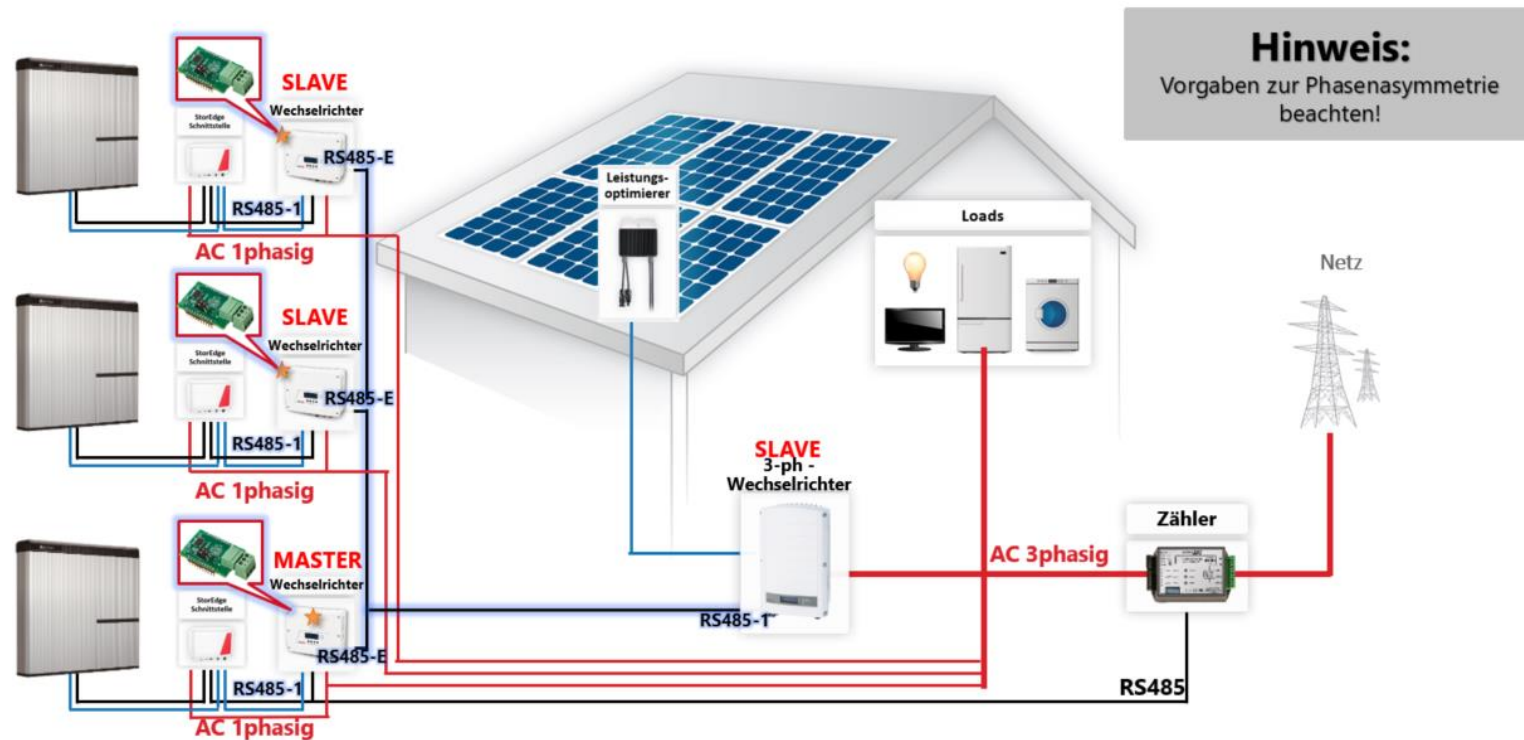 Hinweis:
Vorgaben zur Phasenasymmetrie
beachten!
SLAVE
Wechselrichter
StorEdge
Schnittstelle
RS485-E
RS485-1
AC 1phasig
SLAVE
Wechselrichter
StorEdge
Schnittstelle
RS485-E
RS485-1
AC 1phasig
MASTER
Wechselrichter
StorEdge
Schnittstelle
RS485-E
RS485-1
AC 1phasig
Leistungs-
optimierer
Loads
Netz
SLAVE
3-ph -
Wechselrichter
RS485-1
AC 3phasig
Zähler
RS485